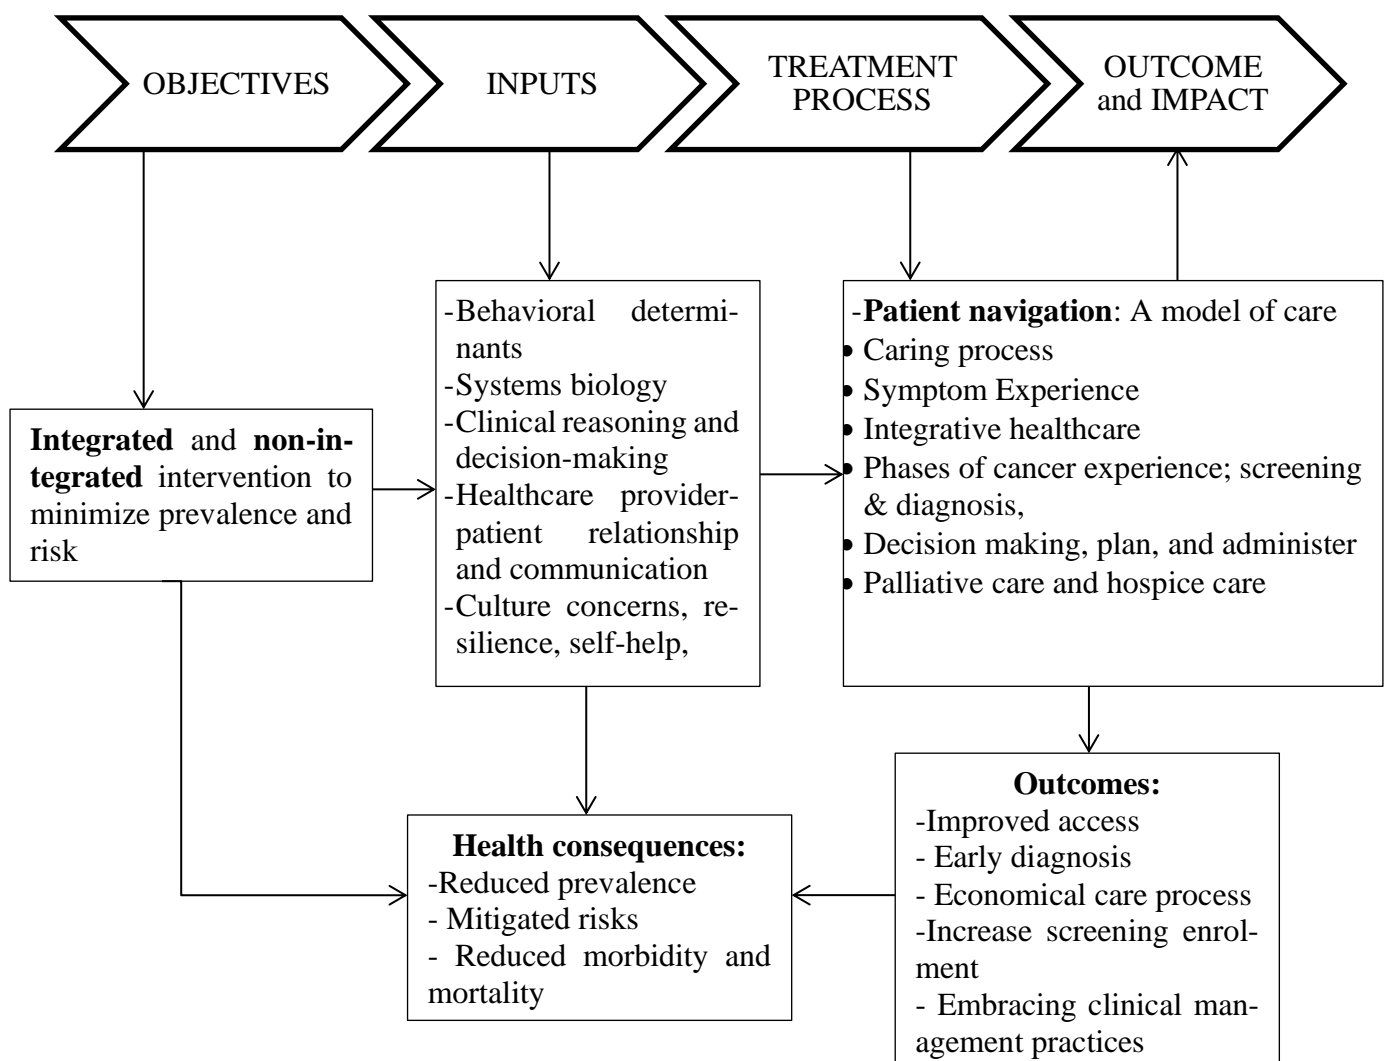 OBJECTIVES
INPUTS
TREATMENT
PROCESS
OUTCOME
and IMPACT
Integrated and non-in-
tegrated intervention to
minimize prevalence and
risk
-Behavioral determi-
nants
-Systems biology
-Clinical reasoning and
decision-making
-Healthcare provider-
patient relationship
and communication
-Culture concerns, re-
silience, self-help,
-Patient navigation: A model of care
• Caring process
• Symptom Experience
• Integrative healthcare
• Phases of cancer experience; screening
& diagnosis,
• Decision making, plan, and administer
• Palliative care and hospice care
Health consequences:
-Reduced prevalence
- Mitigated risks
- Reduced morbidity and
mortality
Outcomes:
-Improved access
- Early diagnosis
- Economical care process
-Increase screening enrol-
ment
- Embracing clinical man-
agement practices